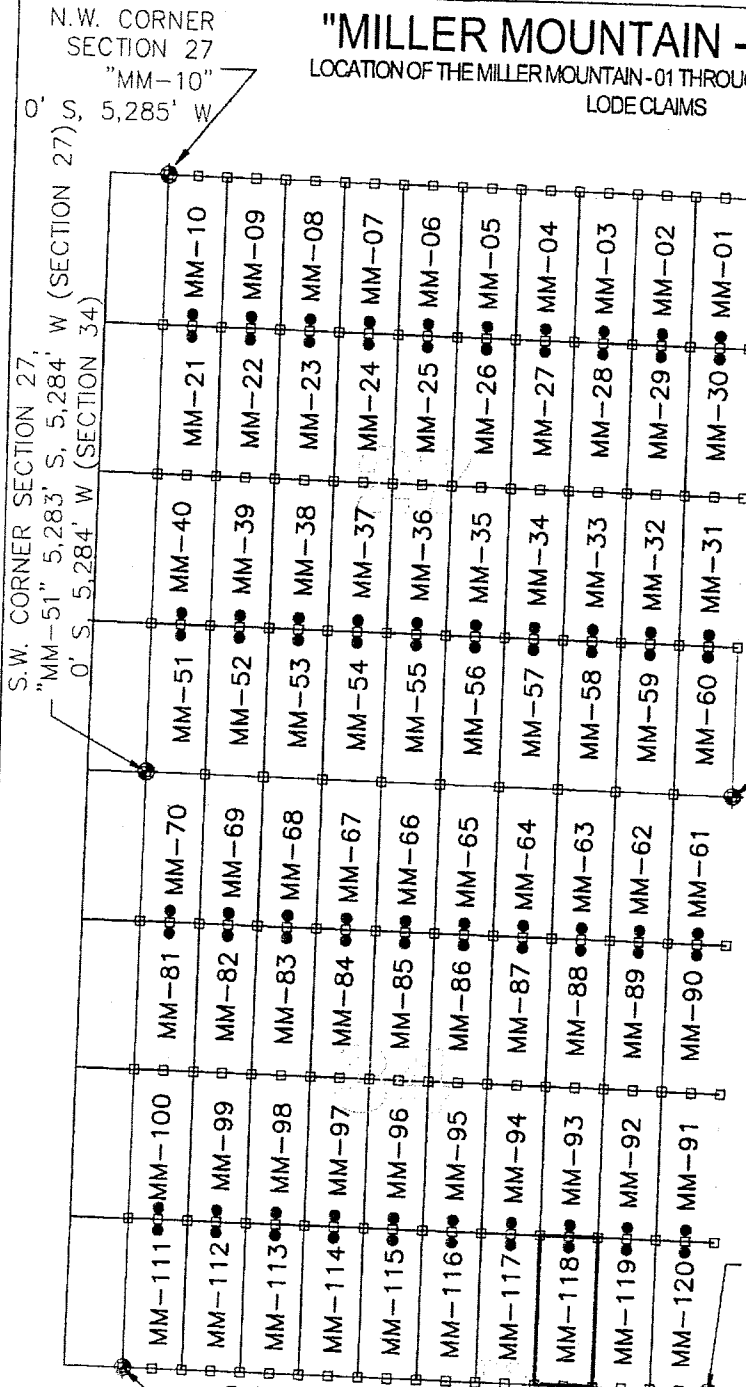 N.W. CORNER
SECTION 27
"MM-10"
0' S, 5,285' W
"MILLER MOUNTAIN -
LOCATION OF THE MILLER MOUNTAIN-01 THROU
LODE CLAIMS
S.W. CORNER SECTION 27,
"MM-51" 5,283' S, 5,284' W (SECTION 27)
0' S 5,284' W (SECTION 34)
MM-10 MM-09 MM-08 MM-07 MM-06 MM-05 MM-04 MM-03 MM-02 MM-01
MM-21 MM-22 MM-23 MM-24 MM-25 MM-26 MM-27 MM-28 MM-29 MM-30
MM-40 MM-39 MM-38 MM-37 MM-36 MM-35 MM-34 MM-33 MM-32 MM-31
MM-51 MM-52 MM-53 MM-54 MM-55 MM-56 MM-57 MM-58 MM-59 MM-60
MM-70 MM-69 MM-68 MM-67 MM-66 MM-65 MM-64 MM-63 MM-62 MM-61
MM-81 MM-82 MM-83 MM-84 MM-85 MM-86 MM-87 MM-88 MM-89 MM-90
MM-100 MM-99 MM-98 MM-97 MM-96 MM-95 MM-94 MM-93 MM-92 MM-91
MM-111 MM-112 MM-113 MM-114 MM-115 MM-116 MM-117 MM-118 MM-119 MM-120